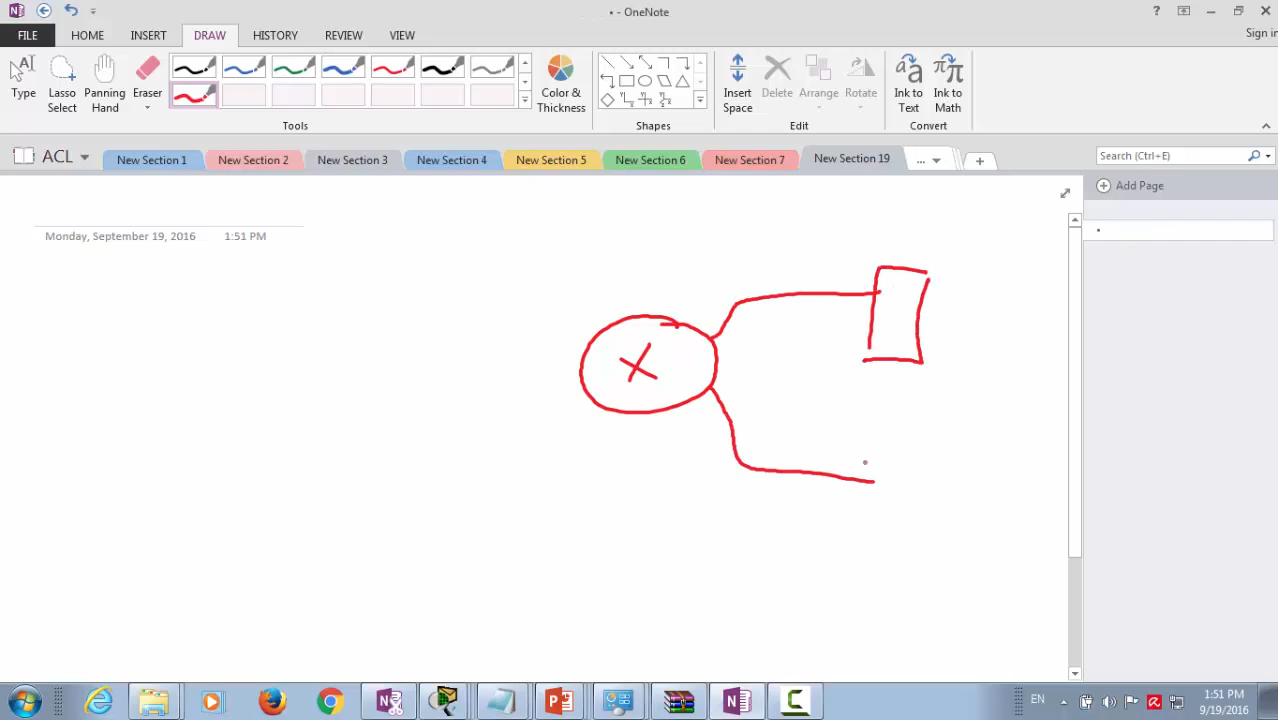 • - OneNote
FILE HOME INSERT DRAW HISTORY REVIEW VIEW
Sign in
Type
Lasso Select
Panning Hand
Eraser
Color & Thickness
Insert Space
Delete
Arrange
Rotate
Ink to Text
Ink to Math
Tools
Shapes
Edit
Convert
ACL
New Section 1 New Section 2 New Section 3 New Section 4 New Section 5 New Section 6 New Section 7 New Section 19 ...
Search (Ctrl+E)
Add Page
Monday, September 19, 2016 1:51 PM
X
EN
1:51 PM
9/19/2016